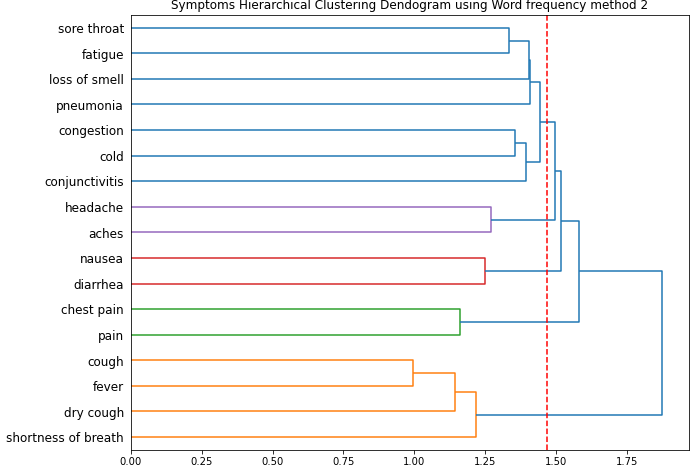 Symptoms Hierarchical Clustering Dendogram using Word frequency method 2
sore throat
fatigue
loss of smell
pneumonia
congestion
cold
conjunctivitis
headache
aches
nausea
diarrhea
chest pain
pain
cough
fever
dry cough
shortness of breath
0.00 0.25 0.50 0.75 1.00 1.25 1.50 1.75